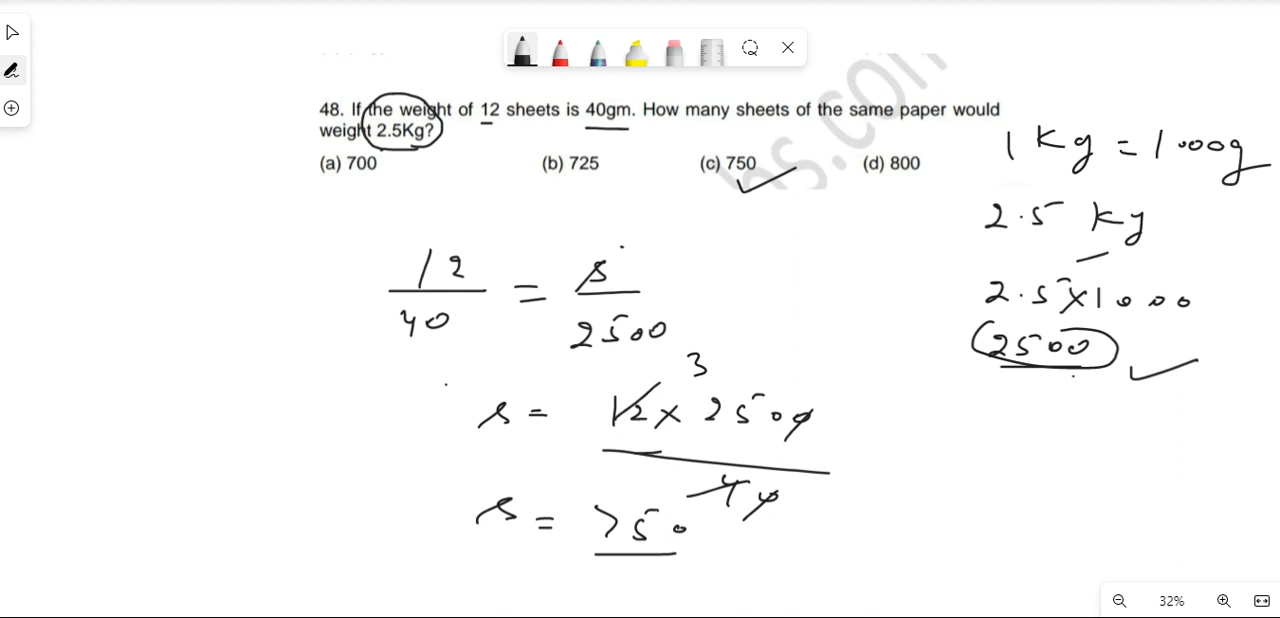 48. If the weight of 12 sheets is 40gm. How many sheets of the same paper would
weight 2.5Kg?
(a) 700 (b) 725 (c) 750 (d) 800
1 Kg = 1000g
2.5 Kg
2.5 x 1000
2500
12/40 = s/2500
3
s = 12 x 2500
40
s = 750
32%